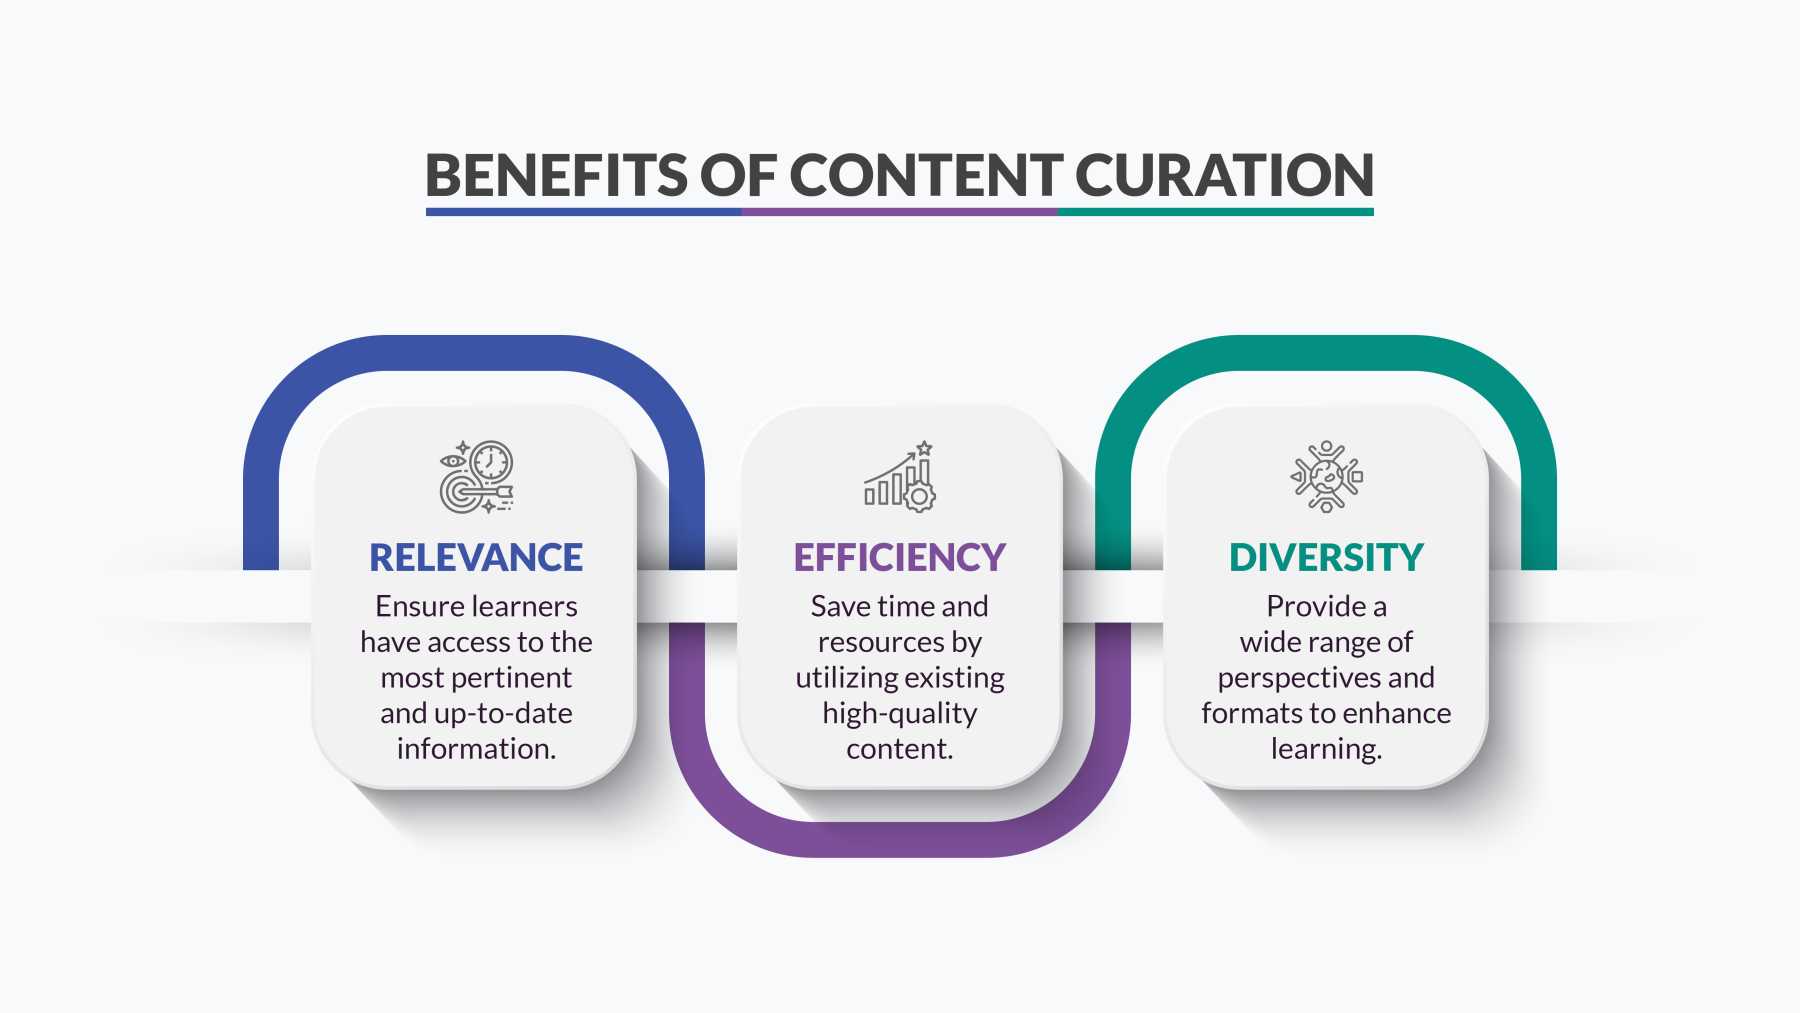 BENEFITS OF CONTENT CURATION
RELEVANCE
Ensure learners
have access to the
most pertinent
and up-to-date
information.
EFFICIENCY
Save time and
resources by
utilizing existing
high-quality
content.
DIVERSITY
Provide a
wide range of
perspectives and
formats to enhance
learning.